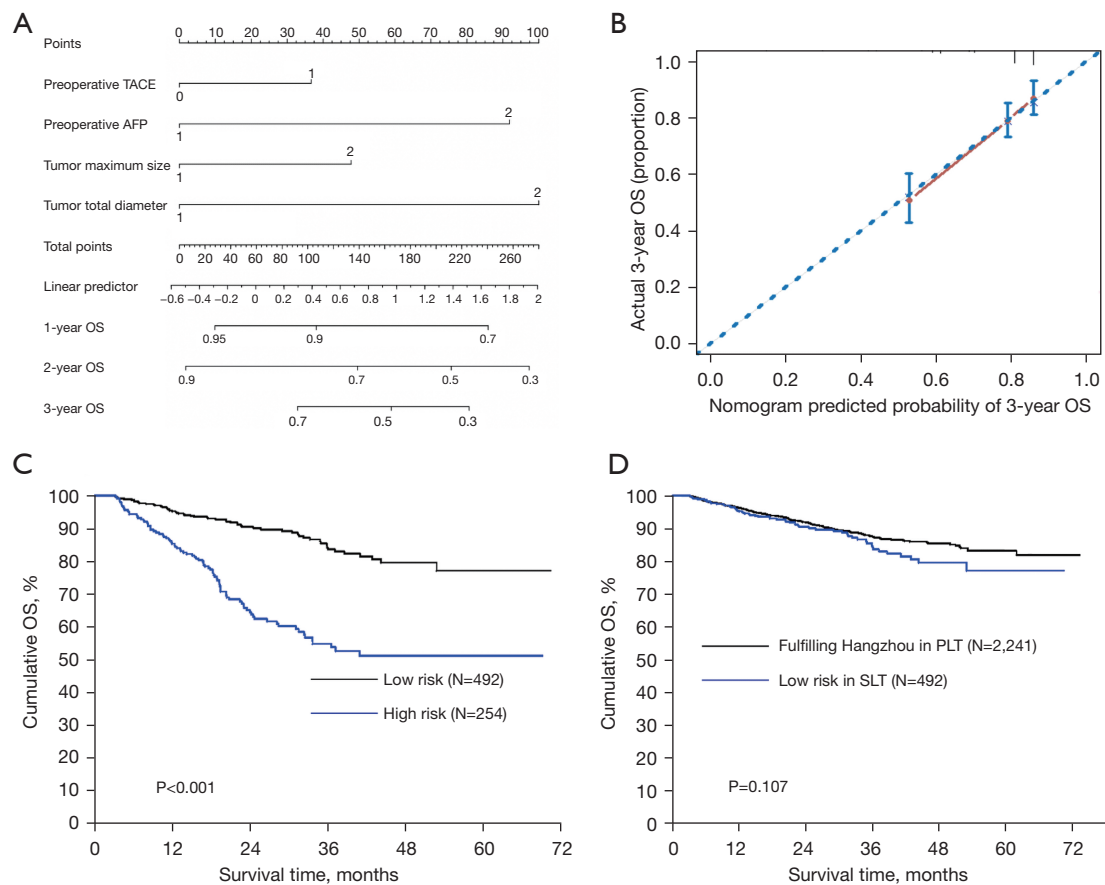 A
Points
0 10 20 30 40 50 60 70 80 90 100
Preoperative TACE
1
0
Preoperative AFP
2
1
Tumor maximum size
2
1
Tumor total diameter
2
1
Total points
0 20 40 60 80 100 120 140 160 180 200 220 240 260
Linear predictor
−0.6 −0.4 −0.2 0 0.2 0.4 0.6 0.8 1 1.2 1.4 1.6 1.8 2
1-year OS
0.95 0.9 0.7
2-year OS
0.9 0.7 0.5 0.3
3-year OS
0.7 0.5 0.3
B
Actual 3-year OS (proportion)
1.0
0.8
0.6
0.4
0.2
0.0
0.0 0.2 0.4 0.6 0.8 1.0
Nomogram predicted probability of 3-year OS
C
Cumulative OS, %
100
90
80
70
60
50
40
30
20
10
0
Low risk (N=492)
High risk (N=254)
P<0.001
0 12 24 36 48 60 72
Survival time, months
D
Cumulative OS, %
100
90
80
70
60
50
40
30
20
10
0
Fulfilling Hangzhou in PLT (N=2,241)
Low risk in SLT (N=492)
P=0.107
0 12 24 36 48 60 72
Survival time, months